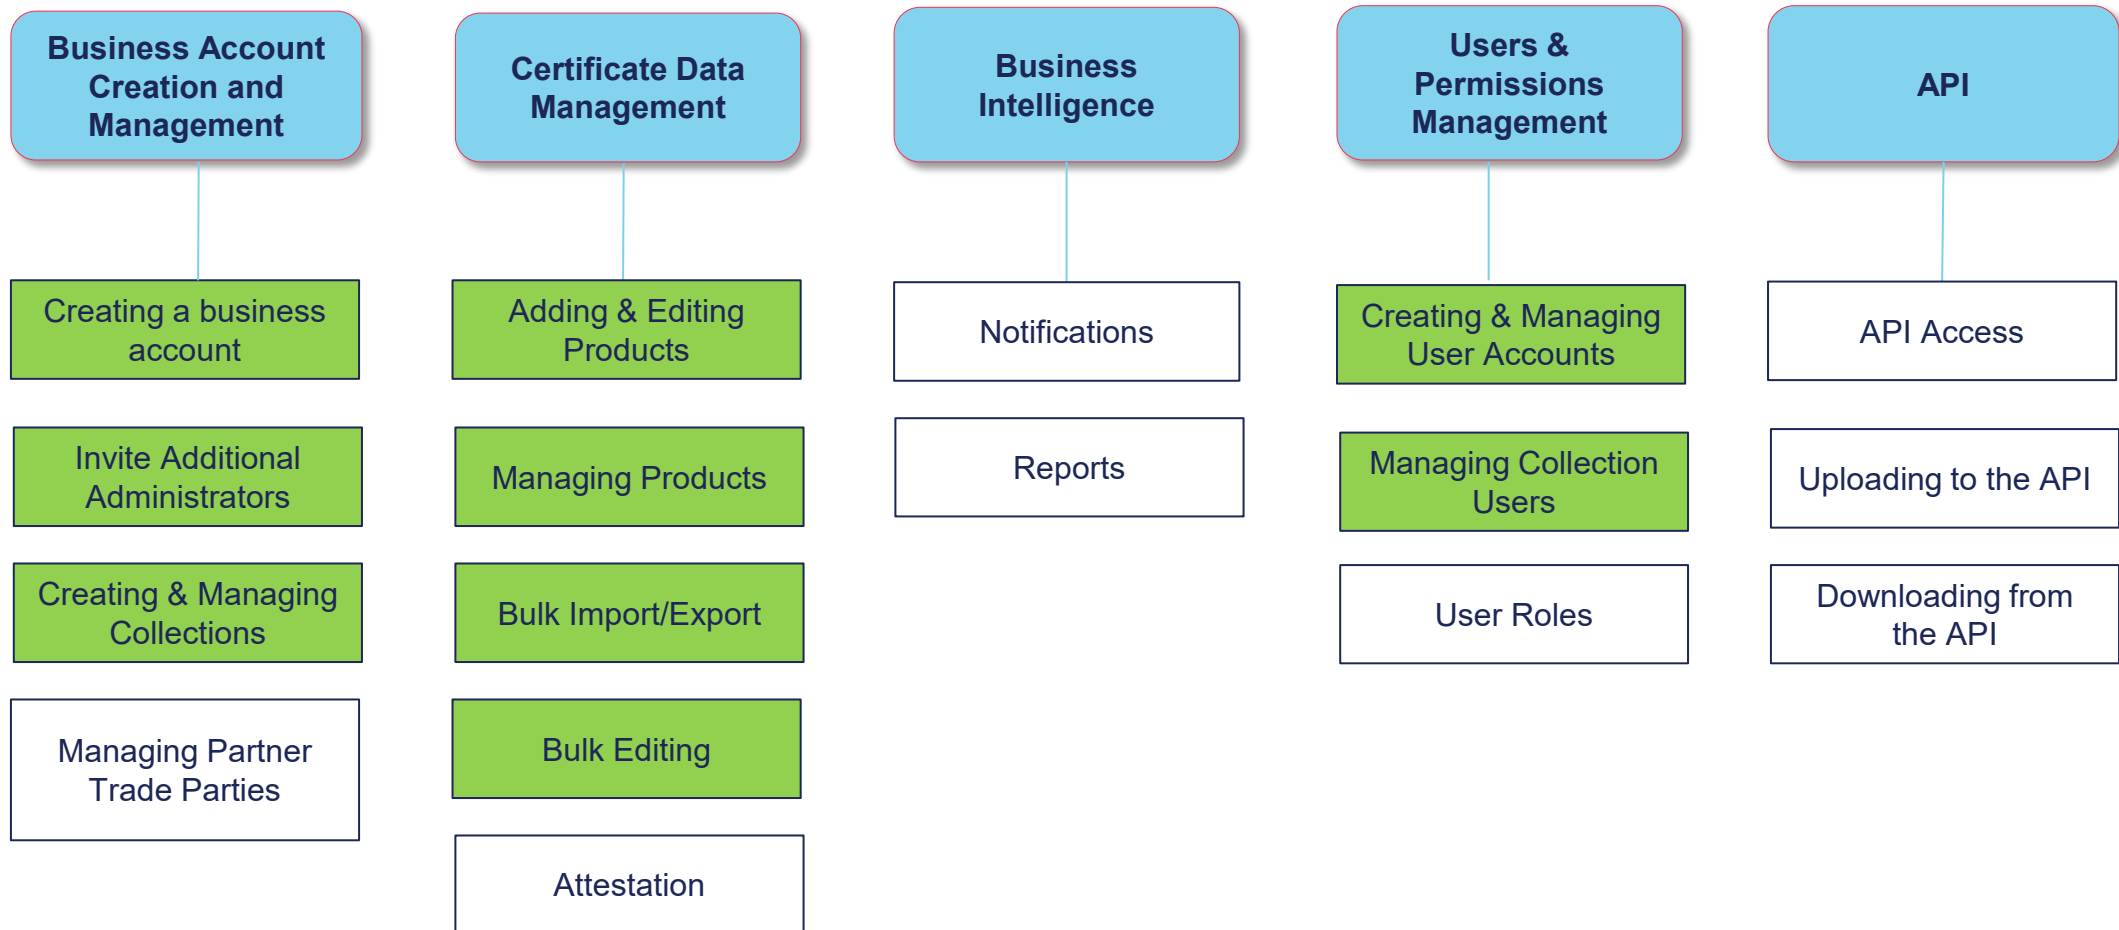 Business Account
Creation and
Management
Creating a business
account
Invite Additional
Administrators
Creating & Managing
Collections
Managing Partner
Trade Parties
Certificate Data
Management
Adding & Editing
Products
Managing Products
Bulk Import/Export
Bulk Editing
Attestation
Business
Intelligence
Notifications
Reports
Users &
Permissions
Management
Creating & Managing
User Accounts
Managing Collection
Users
User Roles
API
API Access
Uploading to the API
Downloading from
the API